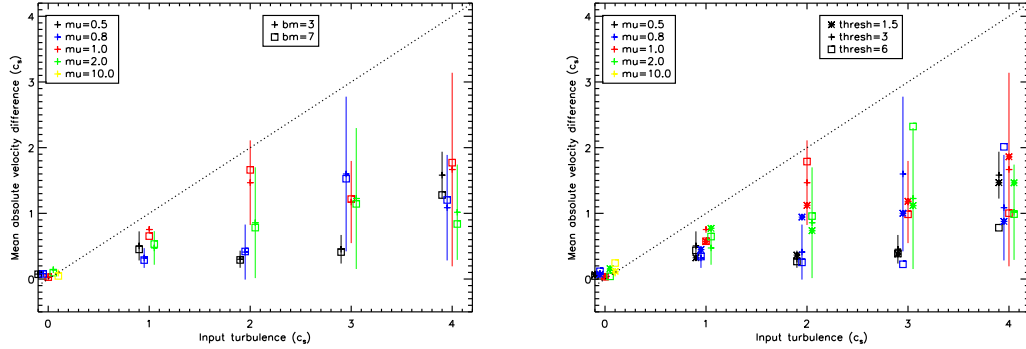 mu=0.5
mu=0.8
mu=1.0
mu=2.0
mu=10.0
bm=3
bm=7
4
3
2
1
0
Mean absolute velocity difference (cs)
0 1 2 3 4
Input turbulence (cs)
mu=0.5
mu=0.8
mu=1.0
mu=2.0
mu=10.0
thresh=1.5
thresh=3
thresh=6
4
3
2
1
0
Mean absolute velocity difference (cs)
0 1 2 3 4
Input turbulence (cs)